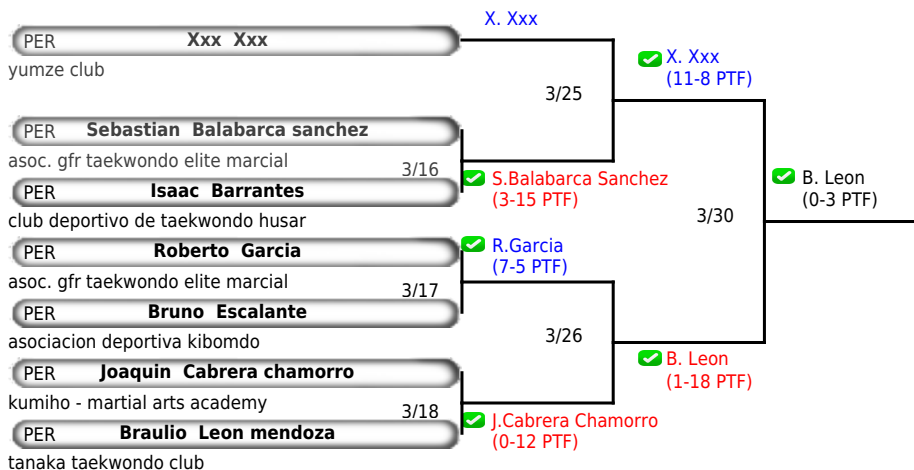 X. Xxx
PER Xxx Xxx
yumze club
X. Xxx
(11-8 PTF)
3/25
PER Sebastian Balabarca sanchez
asoc. gfr taekwondo elite marcial
3/16
S.Balabarca Sanchez
(3-15 PTF)
PER Isaac Barrantes
club deportivo de taekwondo husar
B. Leon
(0-3 PTF)
3/30
PER Roberto Garcia
R.Garcia
(7-5 PTF)
asoc. gfr taekwondo elite marcial
3/17
PER Bruno Escalante
asociacion deportiva kibomdo
3/26
B. Leon
(1-18 PTF)
PER Joaquin Cabrera chamorro
kumiho - martial arts academy
3/18
J.Cabrera Chamorro
(0-12 PTF)
PER Braulio Leon mendoza
tanaka taekwondo club